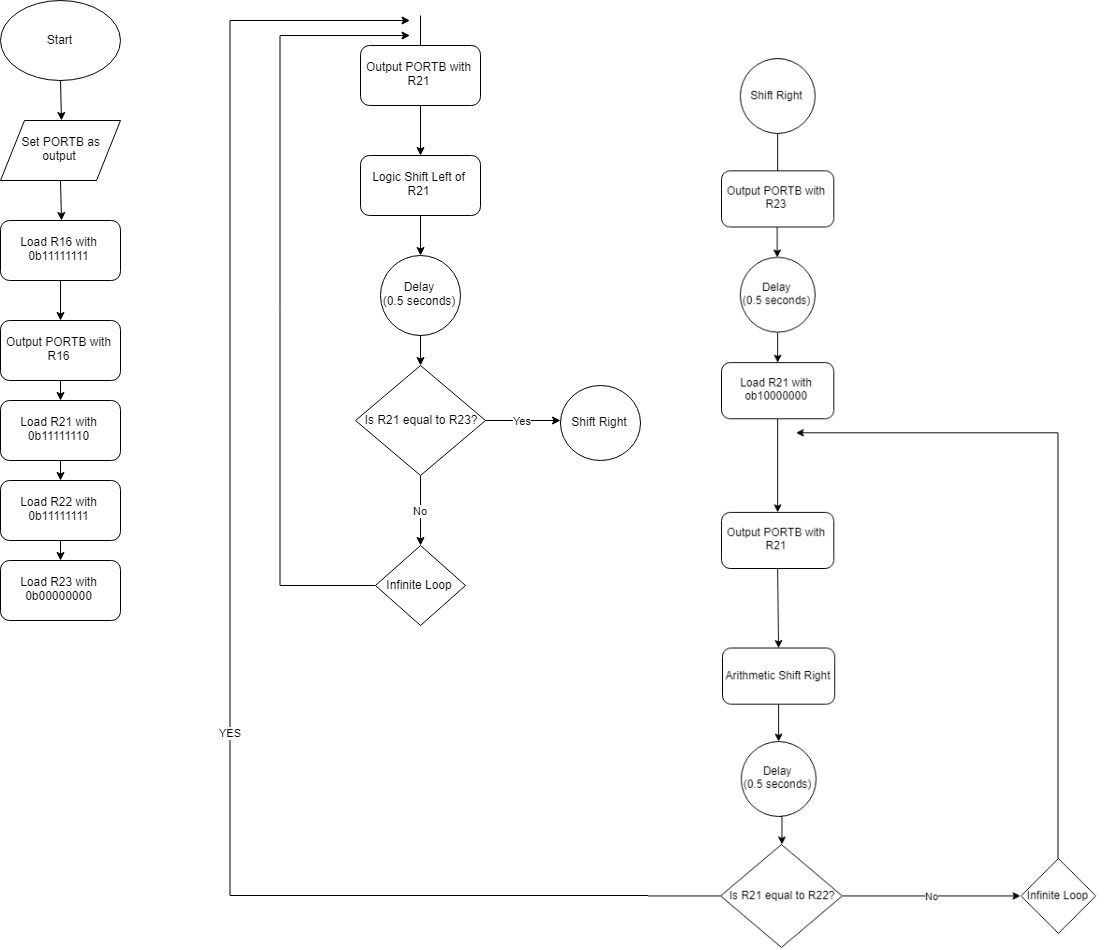 Start
Set PORTB as
output
Load R16 with
0b11111111
Output PORTB with
R16
Load R21 with
0b11111110
Load R22 with
0b11111111
Load R23 with
0b00000000
Output PORTB with
R21
Logic Shift Left of
R21
Delay
(0.5 seconds)
Is R21 equal to R23?
Yes
Shift Right
No
Infinite Loop
YES
Shift Right
Output PORTB with
R23
Delay
(0.5 seconds)
Load R21 with
ob10000000
Output PORTB with
R21
Arithmetic Shift Right
Delay
(0.5 seconds)
Is R21 equal to R22?
No
Infinite Loop